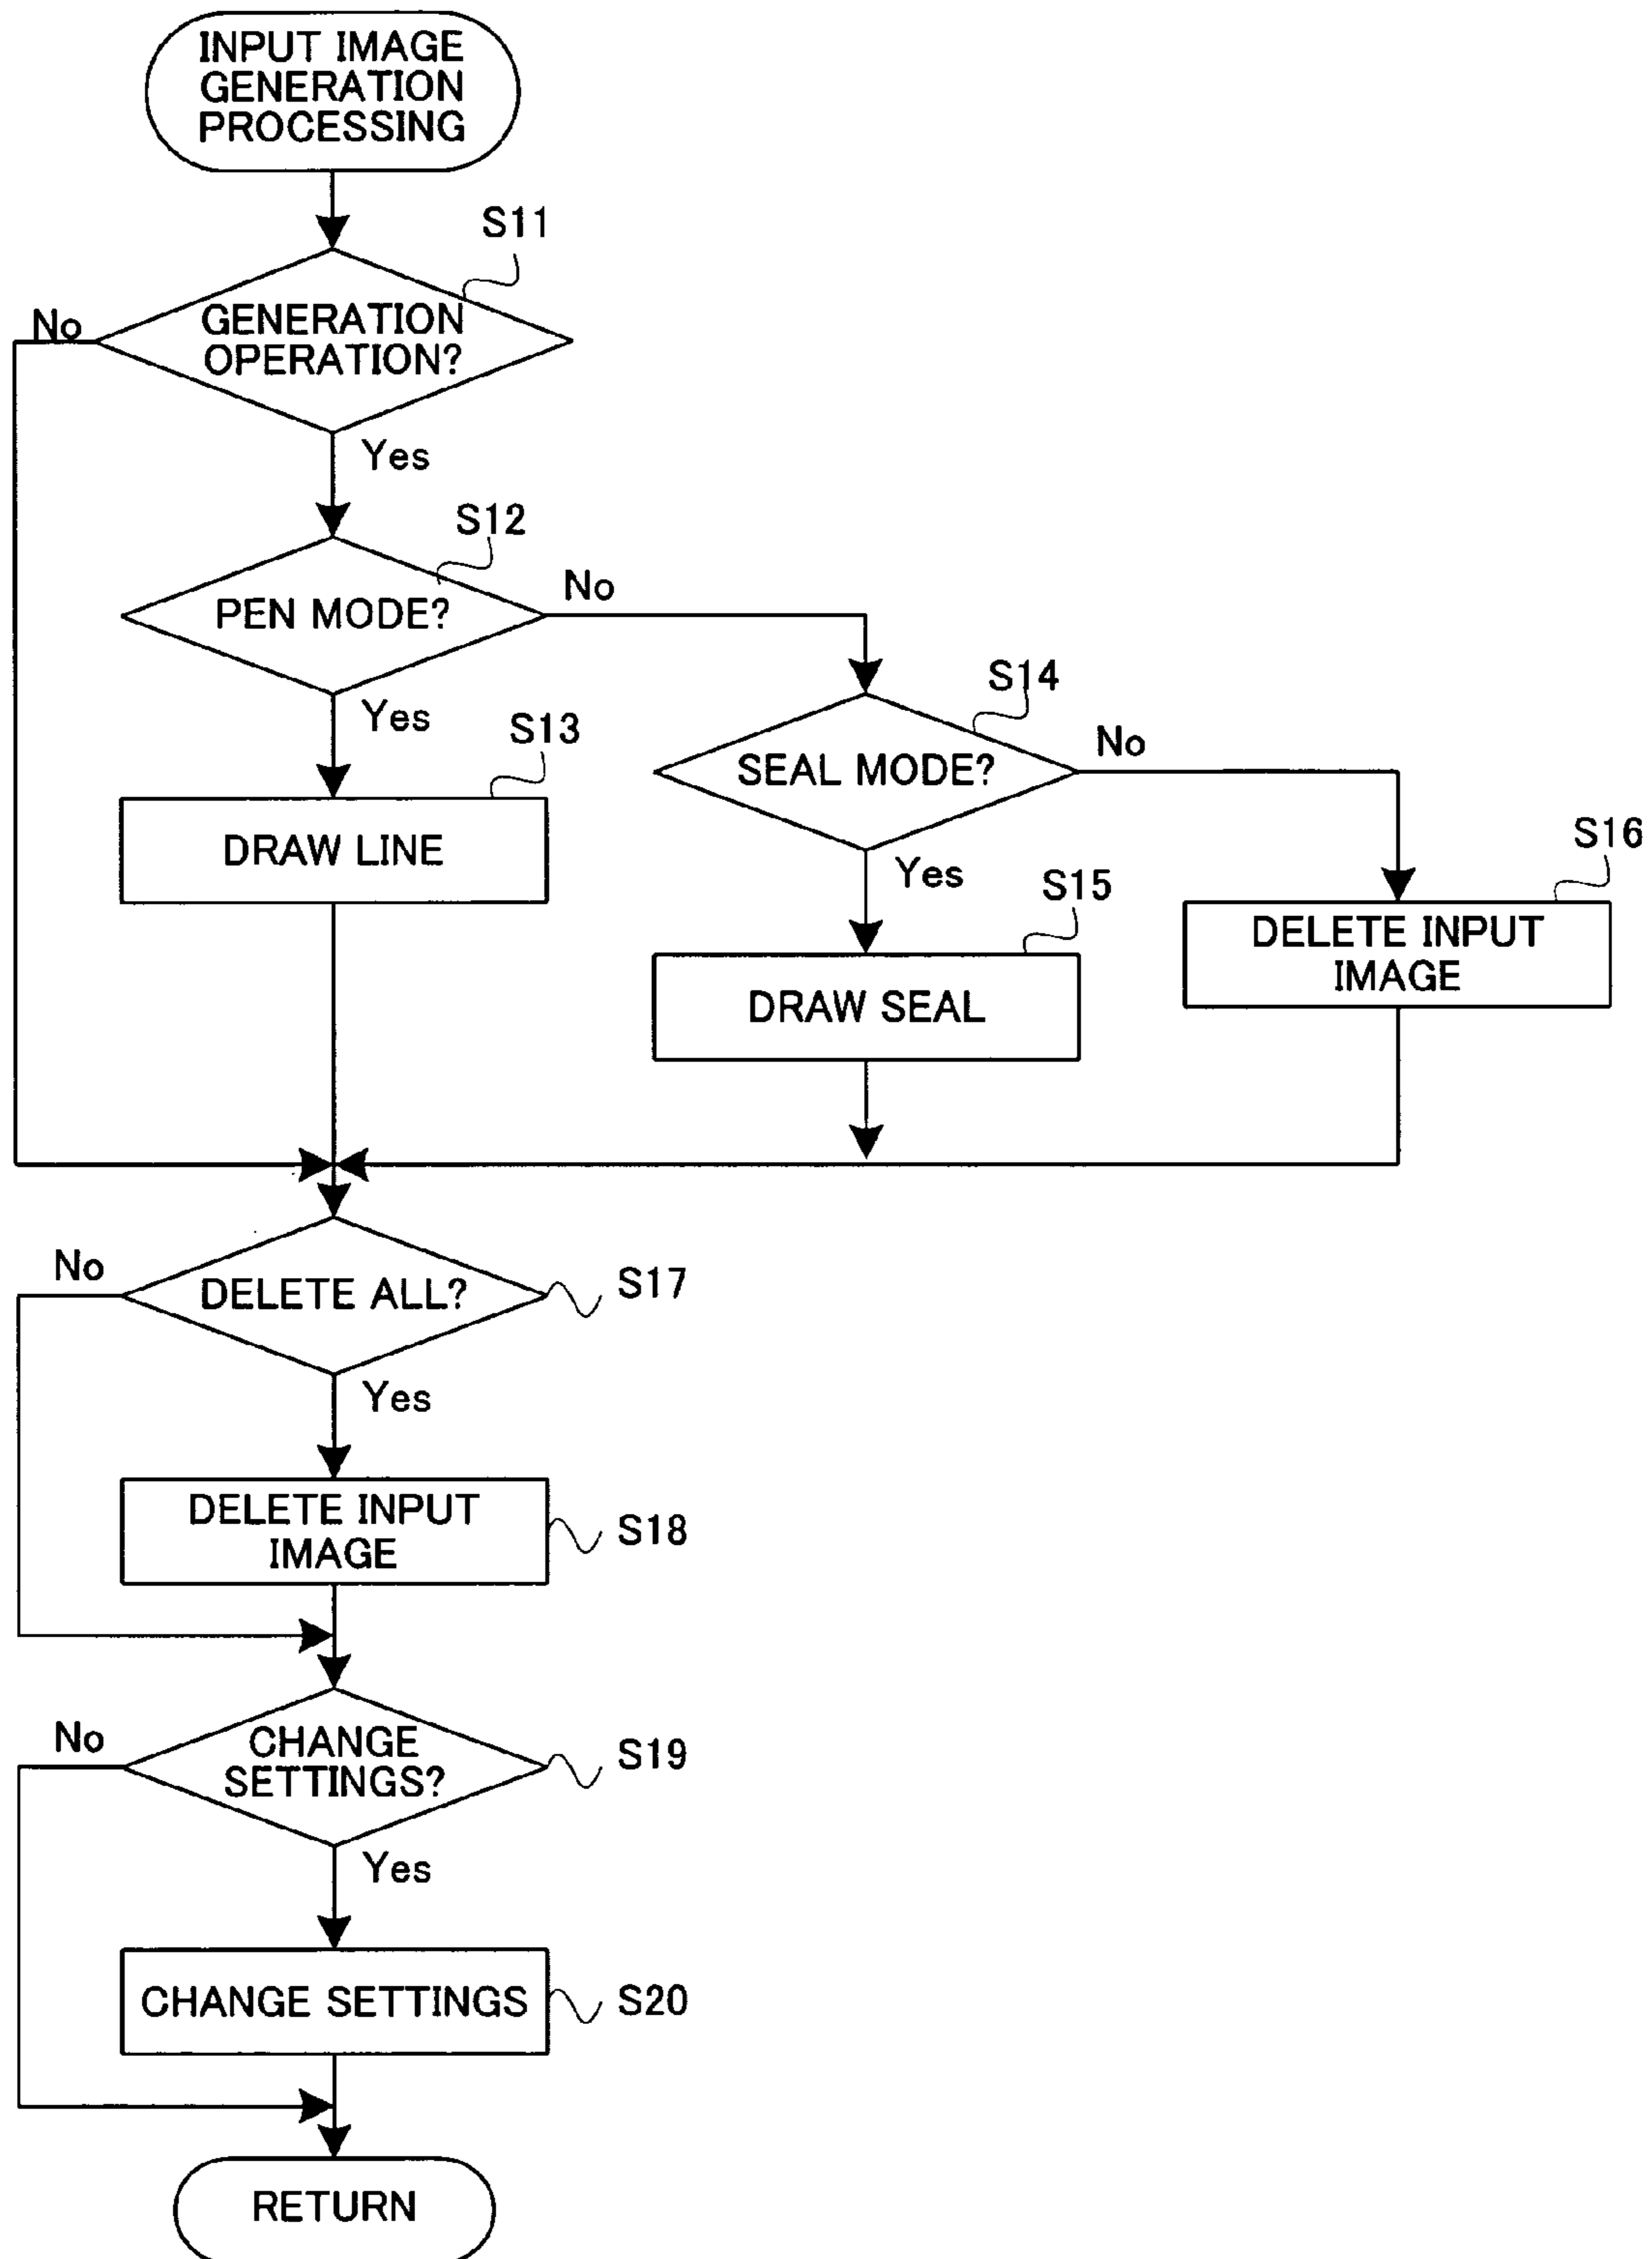 INPUT IMAGE
GENERATION
PROCESSING
S11
No
GENERATION
OPERATION?
Yes
S12
No
PEN MODE?
Yes
S14
No
SEAL MODE?
S13
DRAW LINE
Yes
S15
DRAW SEAL
S16
DELETE INPUT
IMAGE
No
DELETE ALL?
S17
Yes
DELETE INPUT
IMAGE
S18
No
CHANGE
SETTINGS?
S19
Yes
CHANGE SETTINGS
S20
RETURN